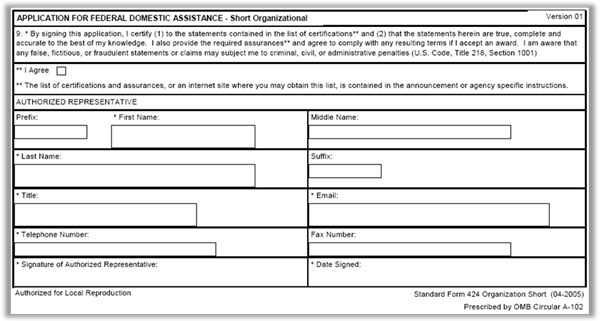 APPLICATION FOR FEDERAL DOMESTIC ASSISTANCE - Short Organizational Version 01
9. * By signing this application, I certify (1) to the statements contained in the list of certifications** and (2) that the statements herein are true, complete and
accurate to the best of my knowledge. I also provide the required assurances** and agree to comply with any resulting terms if I accept an award. I am aware that
any false, fictitious, or fraudulent statements or claims may subject me to criminal, civil, or administrative penalties (U.S. Code, Title 218, Section 1001)
** I Agree
** The list of certifications and assurances, or an internet site where you may obtain this list, is contained in the announcement or agency specific instructions.
AUTHORIZED REPRESENTATIVE
Prefix: * First Name: Middle Name:
* Last Name: Suffix:
* Title: * Email:
* Telephone Number: Fax Number:
* Signature of Authorized Representative: * Date Signed:
Authorized for Local Reproduction Standard Form 424 Organization Short (04-2005)
Prescribed by OMB Circular A-102